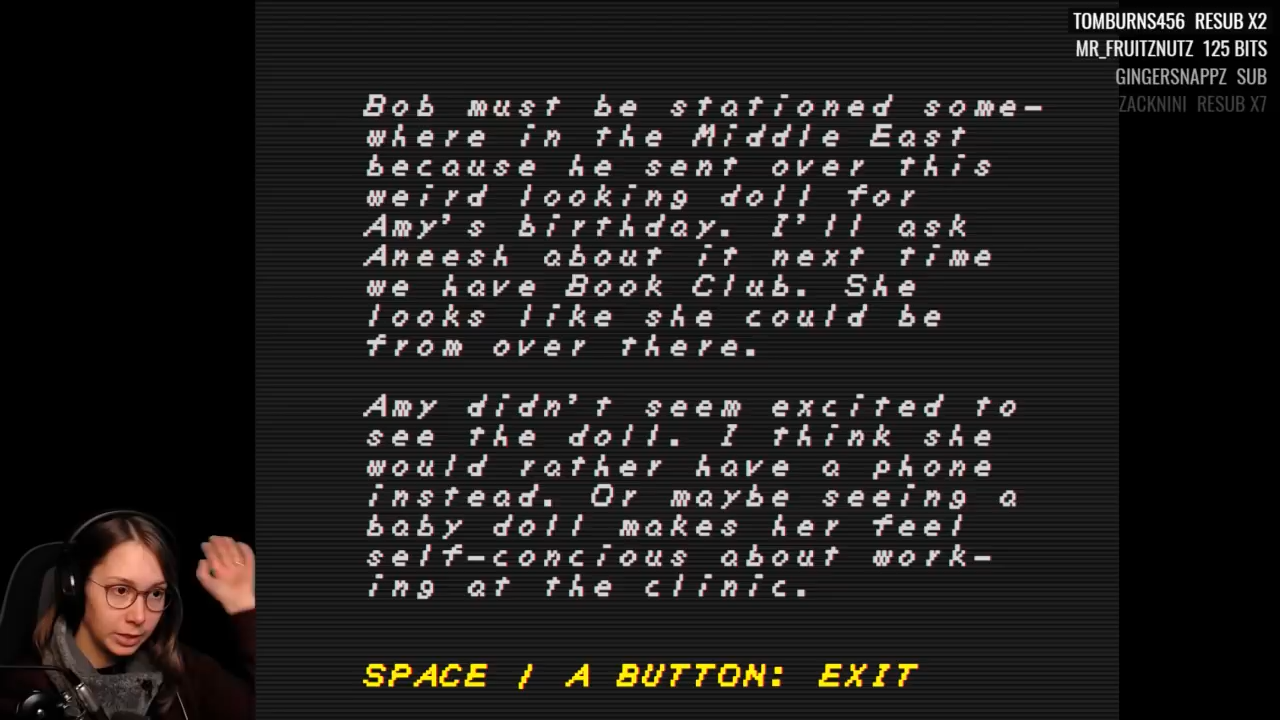 TOMBURNS456 RESUB X2
MR_FRUITZNUTZ 125 BITS
GINGERSNAPPZ SUB
ZACKNINI RESUB X7
Bob must be stationed some-
where in the Middle East
because he sent over this
weird looking doll for
Amy's birthday. I'll ask
Aneesh about it next time
we have Book Club. She
looks like she could be
from over there.
Amy didn't seem excited to
see the doll. I think she
would rather have a phone
instead. Or maybe seeing a
baby doll makes her feel
self-concious about work-
ing at the clinic.
SPACE / A BUTTON: EXIT